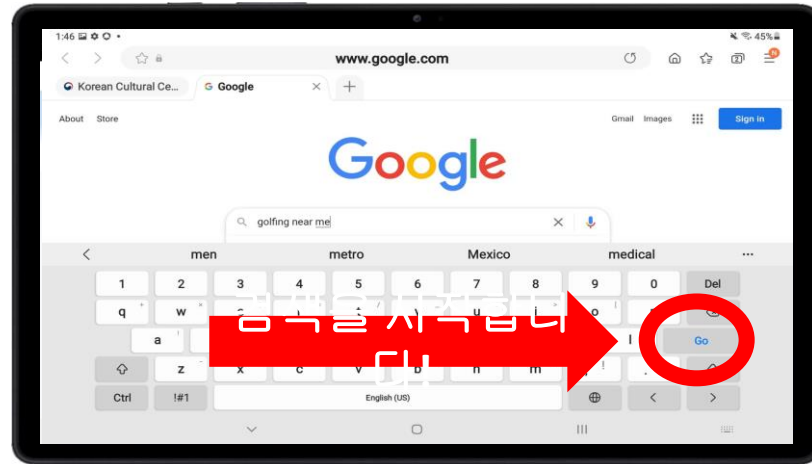 1:46 45%
www.google.com
Korean Cultural Ce... Google
About Store Gmail Images Sign in
Google
golfing near me
men metro Mexico medical ...
1 2 3 4 5 6 7 8 9 0 Del
q w u o
검색을 시작합니
다!
a l Go
z x c v b n m
Ctrl !#1 English (US)